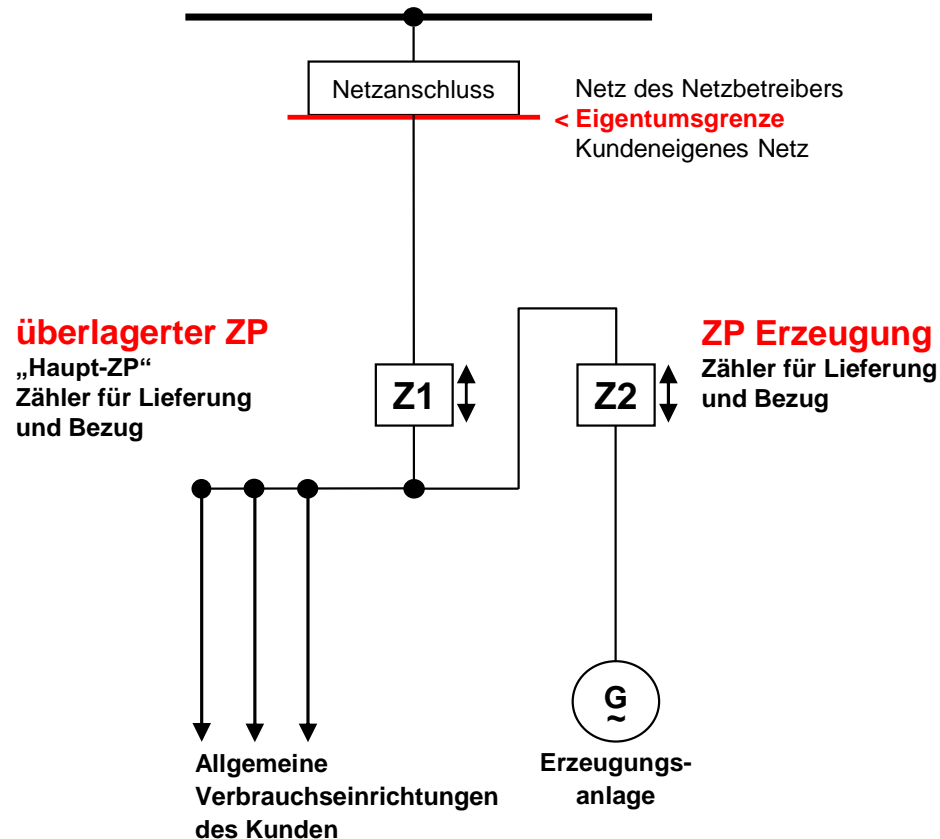 Netzanschluss
Netz des Netzbetreibers
< Eigentumsgrenze
Kundeneigenes Netz
überlagerter ZP
„Haupt-ZP“
Zähler für Lieferung
und Bezug
Z1
Z2
ZP Erzeugung
Zähler für Lieferung
und Bezug
G
~
Allgemeine
Verbrauchseinrichtungen
des Kunden
Erzeugungs-
anlage